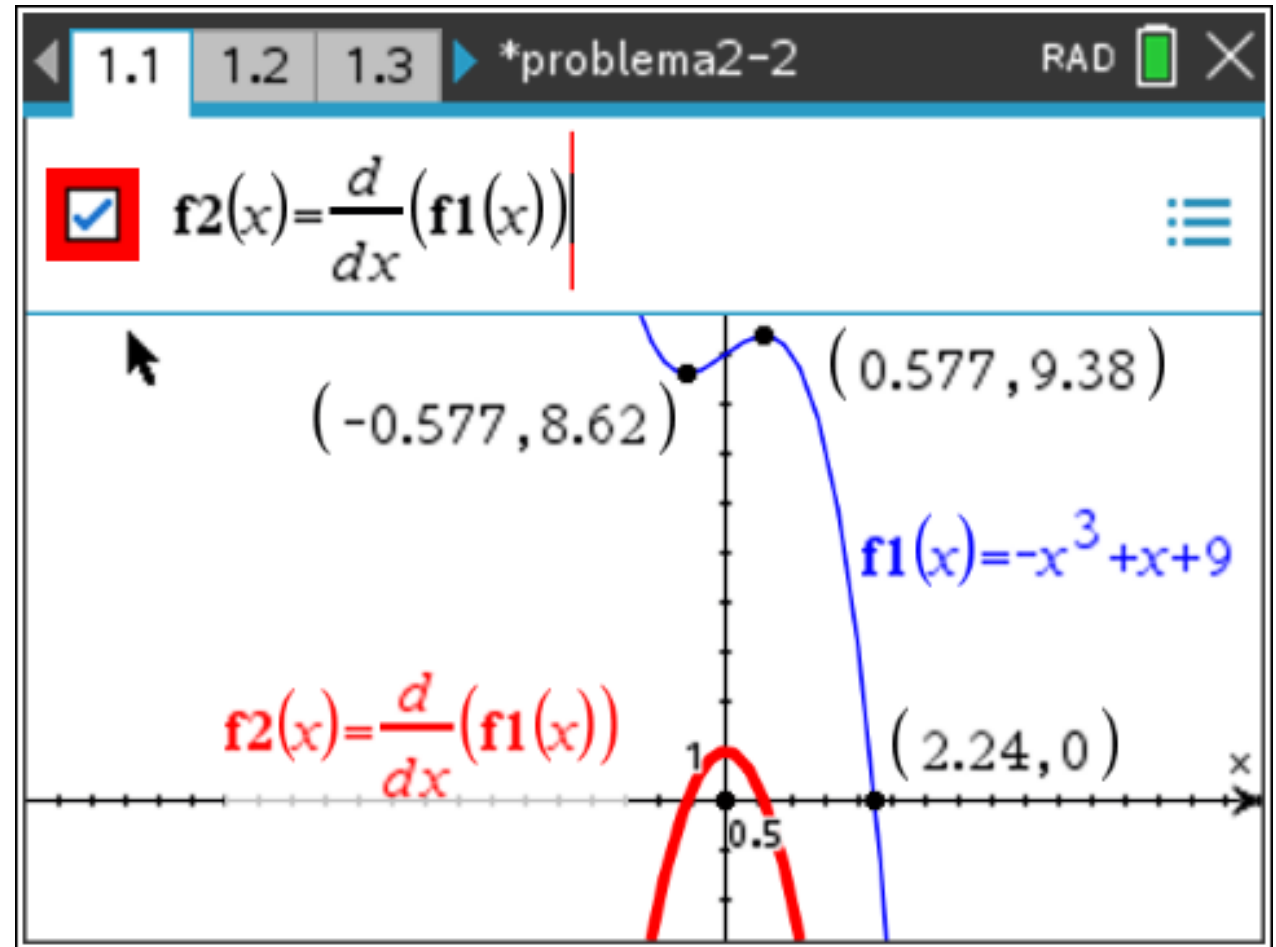 1.1 1.2 1.3 *problema2-2 RAD
f2(x)=d/dx(f1(x))
(0.577,9.38)
(-0.577,8.62)
f1(x)=-x³+x+9
f2(x)=d/dx(f1(x))
(2.24,0)
1
x
0.5